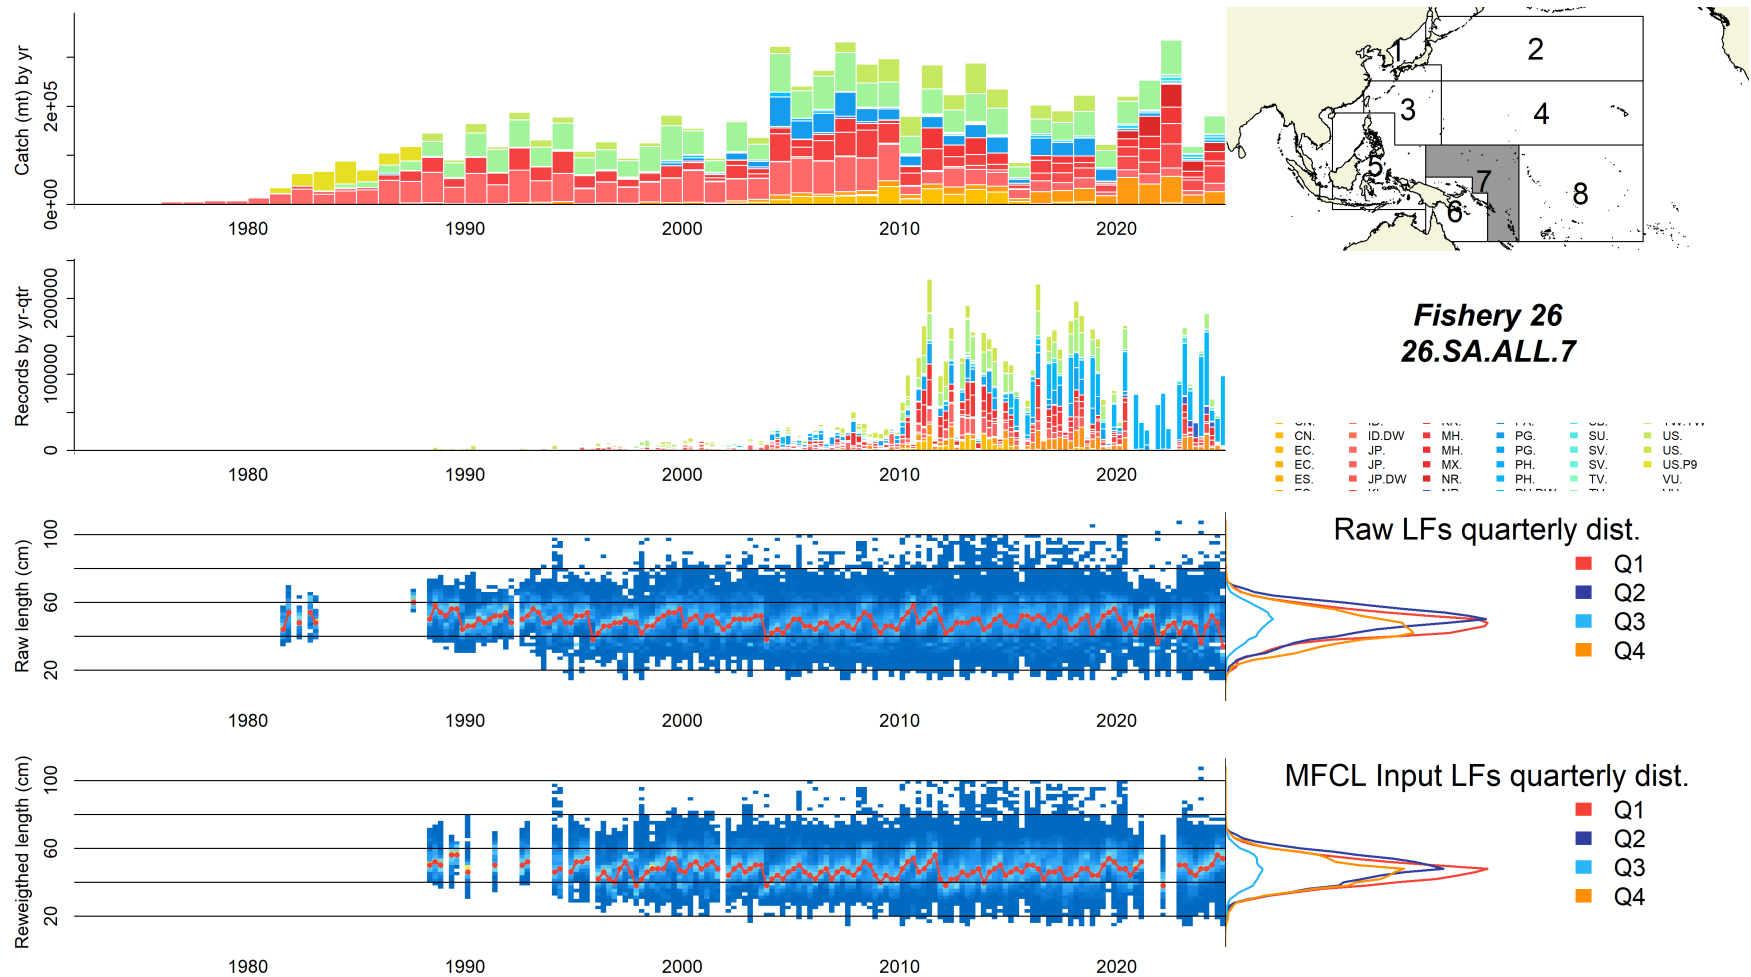 Catch (mt) by yr
0e+00
2e+05
1980
1990
2000
2010
2020
1
2
3
4
5
6
7
8
Records by yr-qtr
0
100000
200000
1980
1990
2000
2010
2020
Fishery 26
26.SA.ALL.7
CN.
ID.DW
MH.
PG.
SU.
US.
EC.
JP.
MH.
PG.
SV.
US.
EC.
JP.
MX.
PH.
SV.
US.P9
ES.
JP.DW
NR.
PH.
TV.
VU.
Raw length (cm)
20
60
100
1980
1990
2000
2010
2020
Raw LFs quarterly dist.
Q1
Q2
Q3
Q4
Reweigthed length (cm)
20
60
100
1980
1990
2000
2010
2020
MFCL Input LFs quarterly dist.
Q1
Q2
Q3
Q4